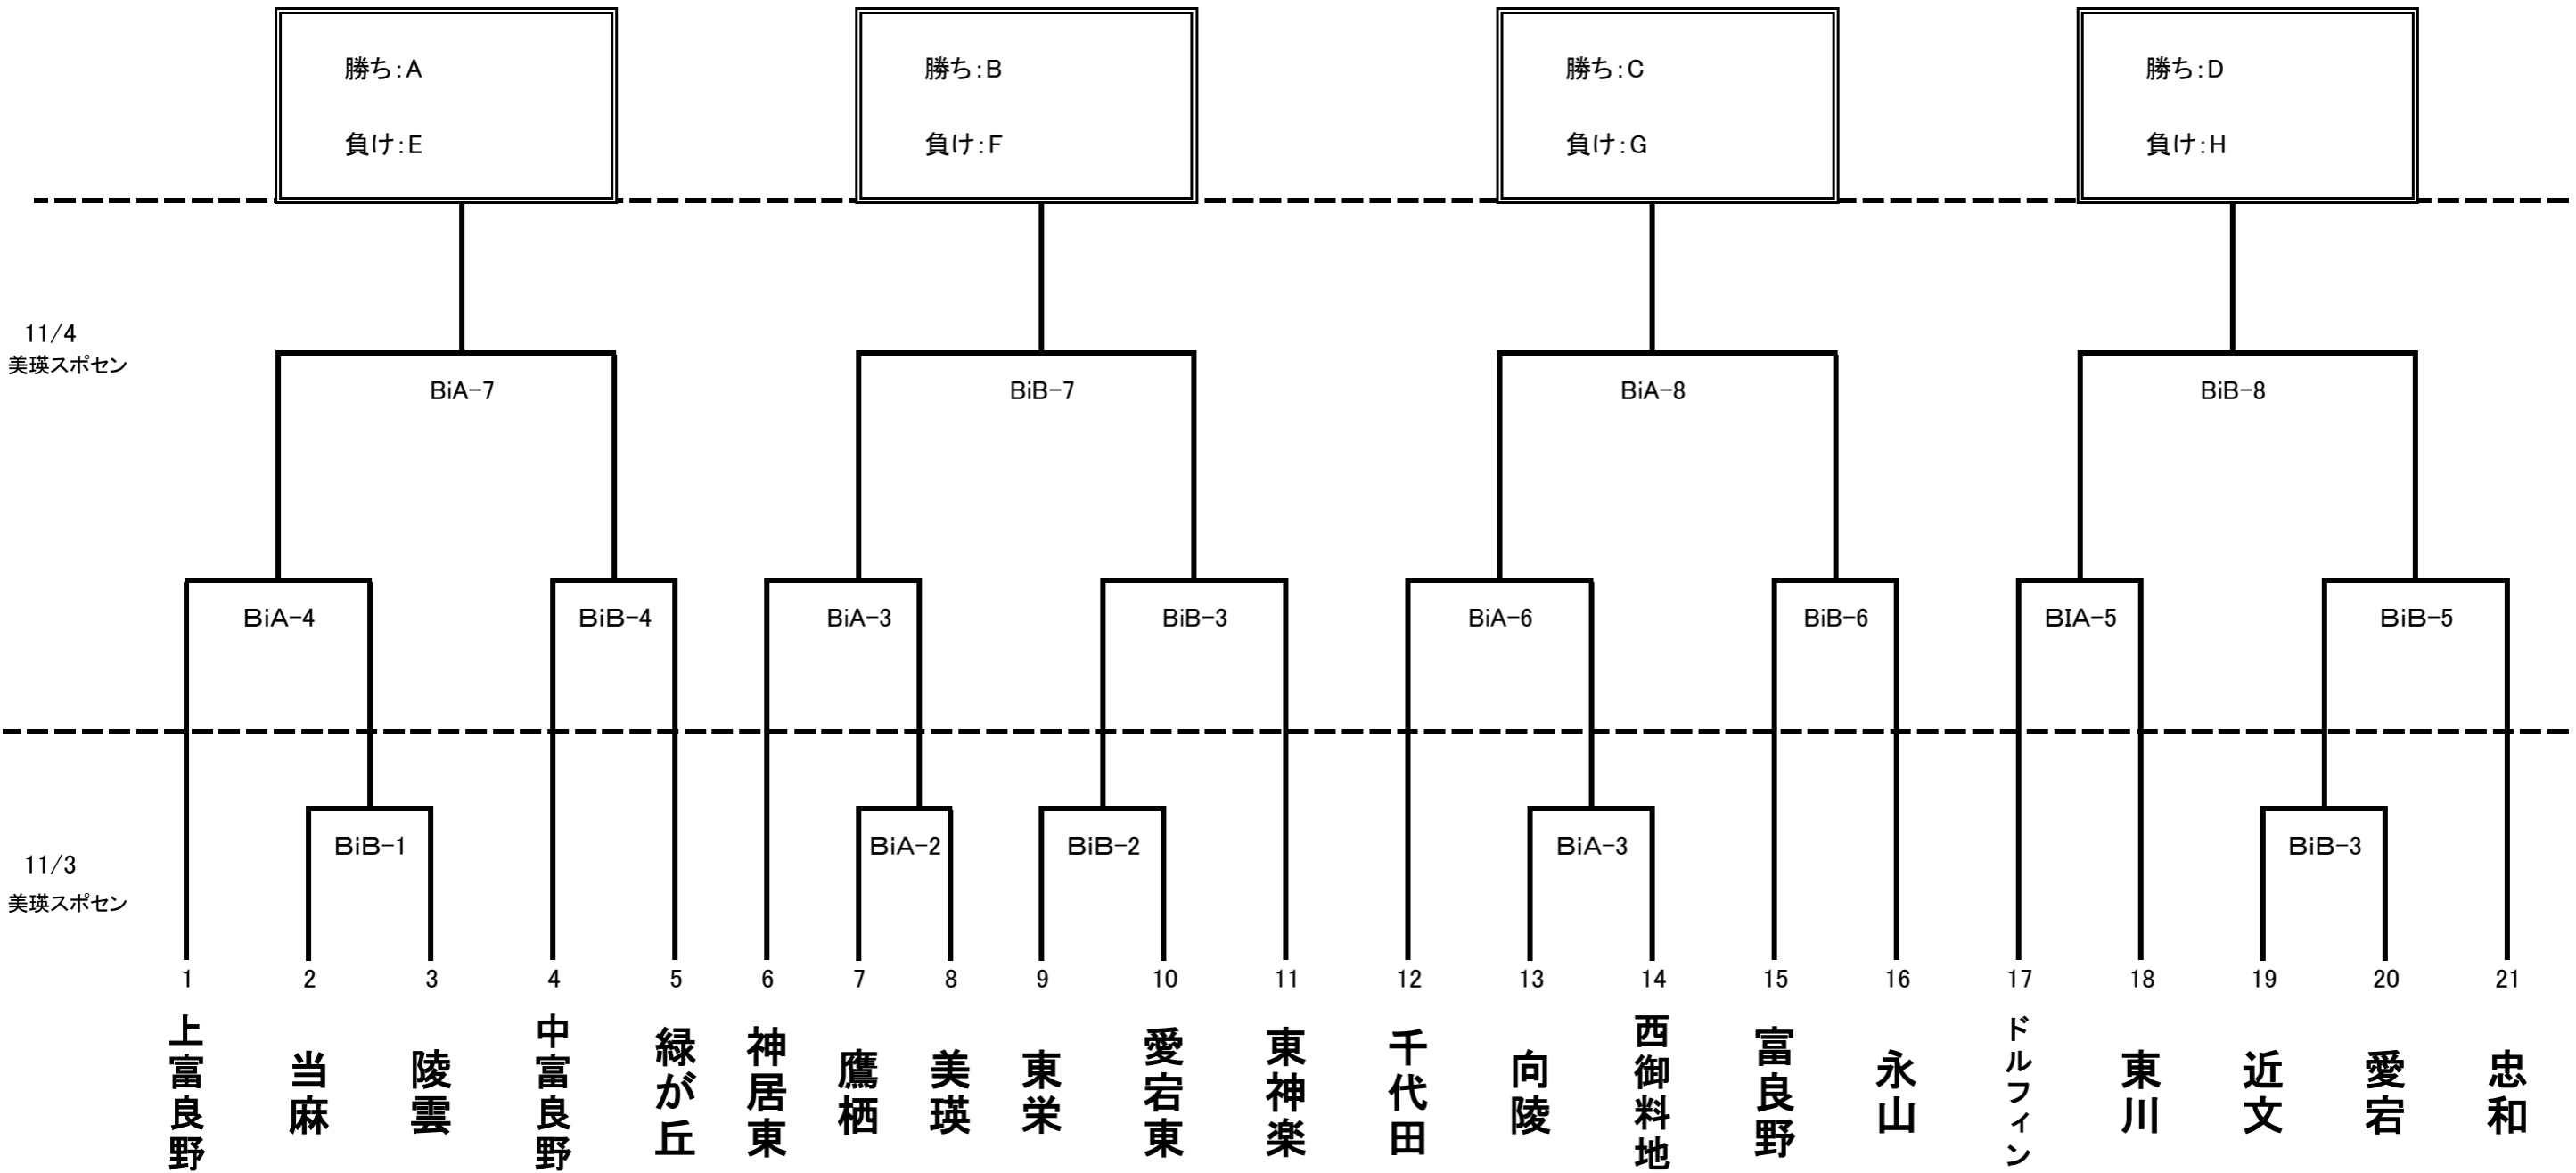 勝ち:A
負け:E
勝ち:B
負け:F
勝ち:C
負け:G
勝ち:D
負け:H
11/4
美瑛スポセン
BiA-7
BiB-7
BiA-8
BiB-8
BiA-4
BiB-4
BiA-3
BiB-3
BiA-6
BiB-6
BIA-5
BiB-5
11/3
美瑛スポセン
BiB-1
BiA-2
BiB-2
BiA-3
BiB-3
1
2
3
4
5
6
7
8
9
10
11
12
13
14
15
16
17
18
19
20
21
上富良野
当麻
陵雲
中富良野
緑が丘
神居東
鷹栖
美瑛
東栄
愛宕東
東神楽
千代田
向陵
西御料地
富良野
永山
ドルフィン
東川
近文
愛宕
忠和